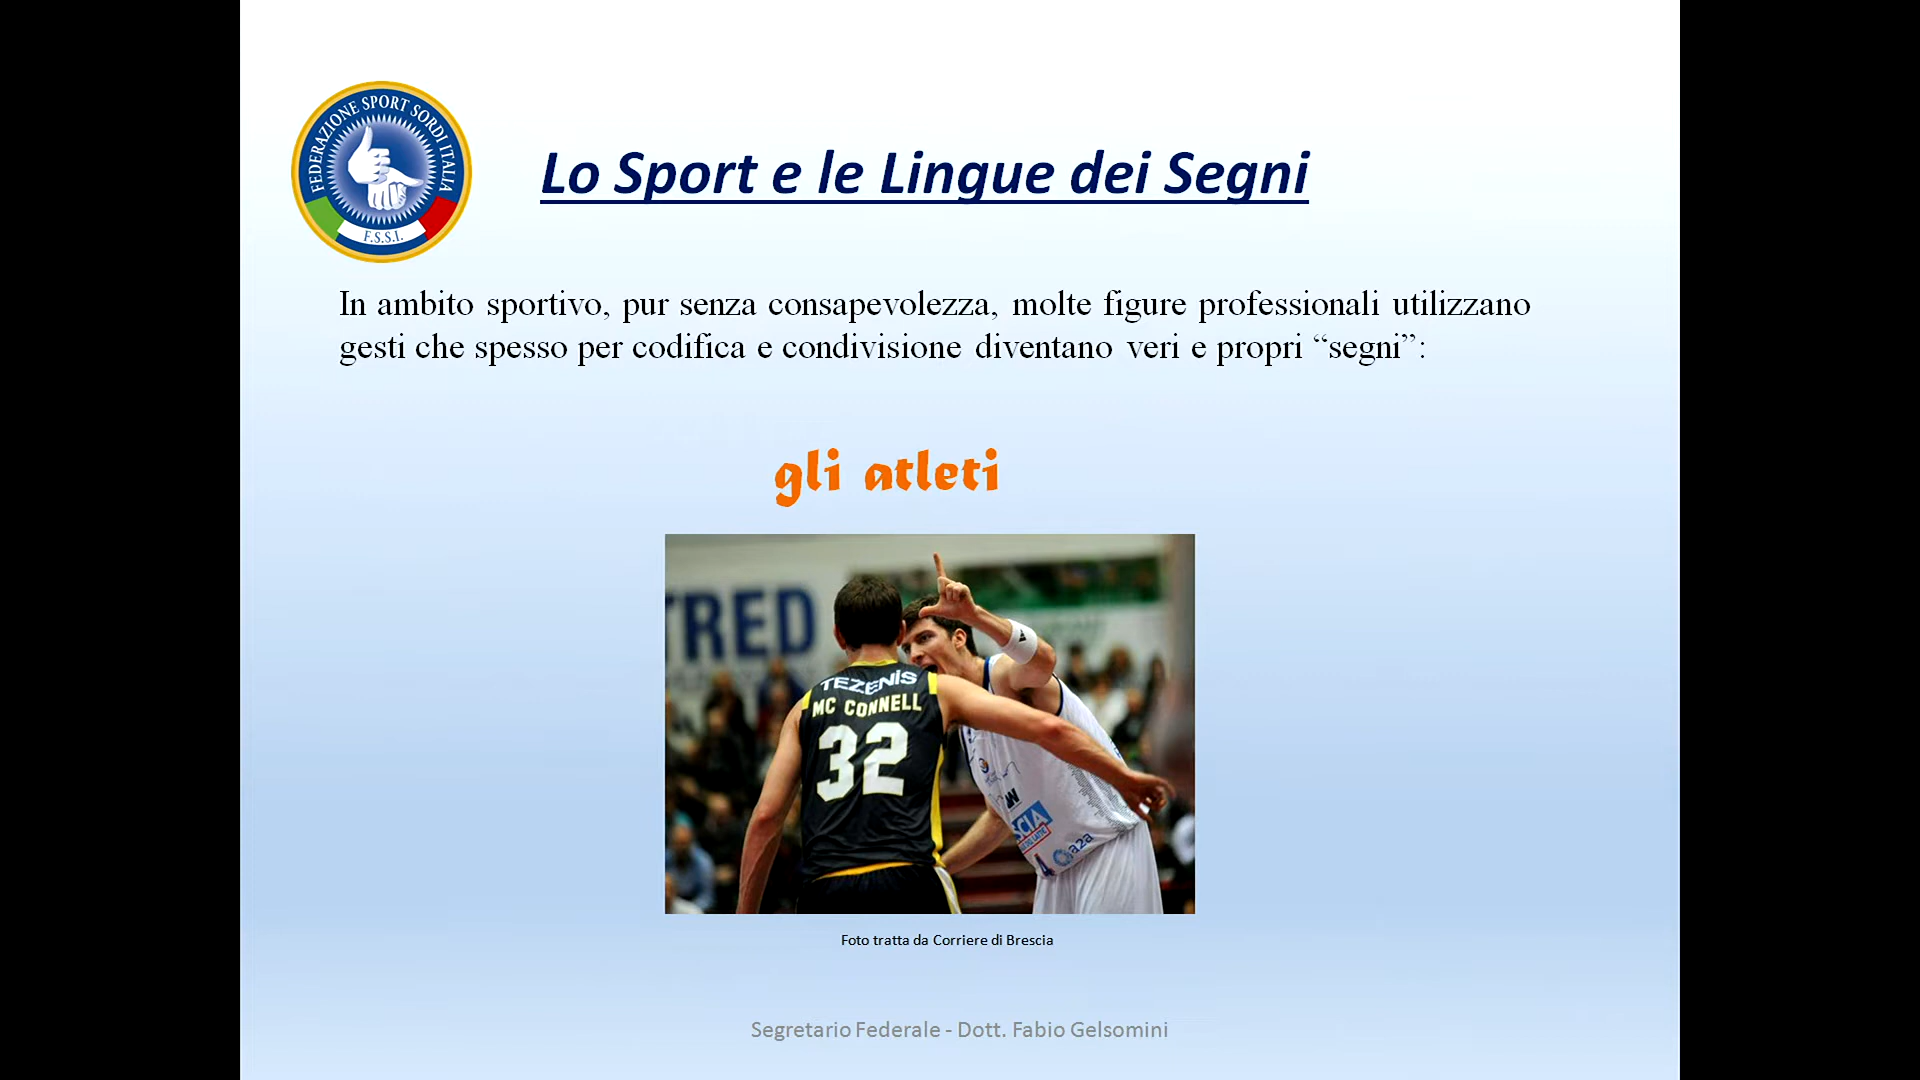 FEDERAZIONE SPORT SORDI ITALIA
F.S.S.I.
Lo Sport e le Lingue dei Segni
In ambito sportivo, pur senza consapevolezza, molte figure professionali utilizzano
gesti che spesso per codifica e condivisione diventano veri e propri “segni”:
gli atleti
TRED
TEZENIS
MC CONNELL
32
SCIA
a2a
Foto tratta da Corriere di Brescia
Segretario Federale - Dott. Fabio Gelsomini